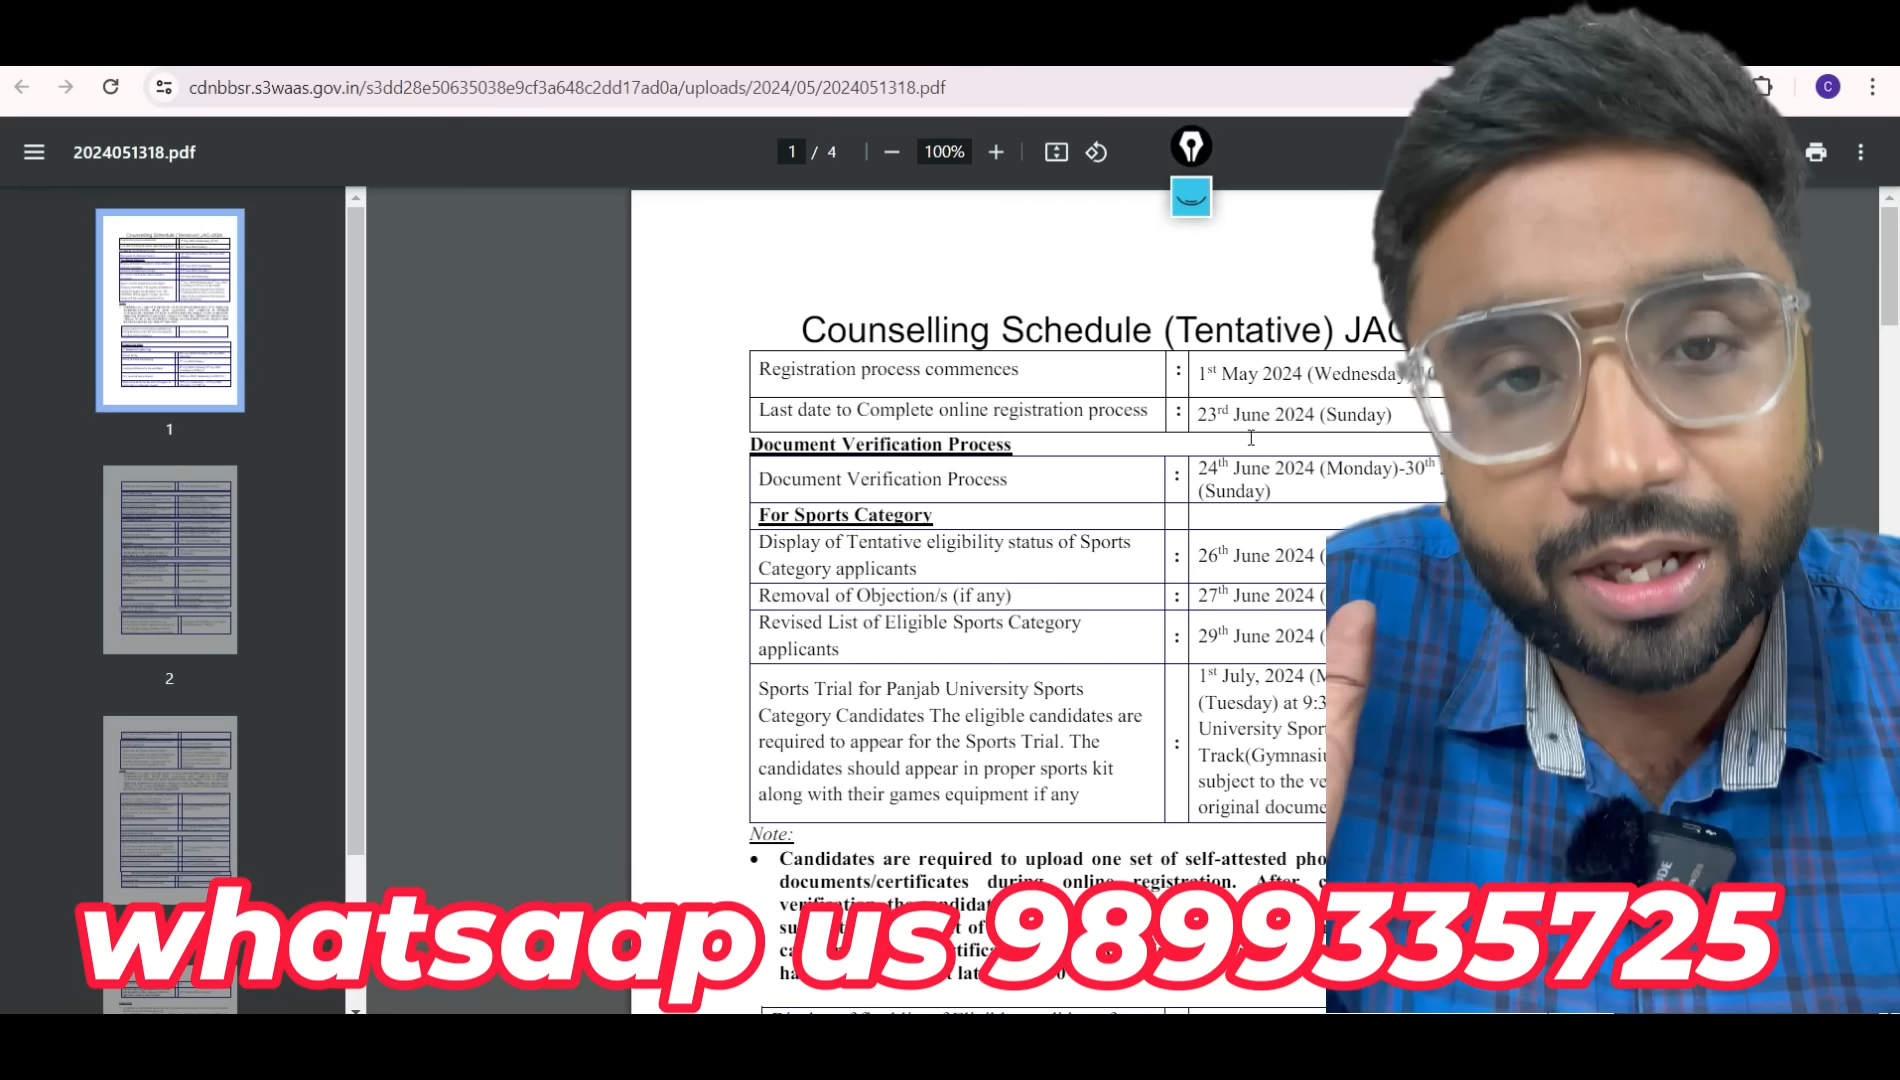 cdnbbsr.s3waas.gov.in/s3dd28e50635038e9cf3a648c2dd17ad0a/uploads/2024/05/2024051318.pdf
C
2024051318.pdf
1 / 4
100%
1
2
Counselling Schedule (Tentative) JAC
Registration process commences : 1st May 2024 (Wednesday)
Last date to Complete online registration process : 23rd June 2024 (Sunday)
Document Verification Process
Document Verification Process : 24th June 2024 (Monday)-30th
(Sunday)
For Sports Category
Display of Tentative eligibility status of Sports
Category applicants : 26th June 2024 (
Removal of Objection/s (if any) : 27th June 2024 (
Revised List of Eligible Sports Category
applicants : 29th June 2024 (
Sports Trial for Panjab University Sports
Category Candidates The eligible candidates are
required to appear for the Sports Trial. The
candidates should appear in proper sports kit
along with their games equipment if any
:
1st July, 2024 (
(Tuesday) at 9:3
University
subject to the
original
Note:
• Candidates are required to upload one set of self-attested
documents/certificates during online registration. After
whatsaap us 9899335725